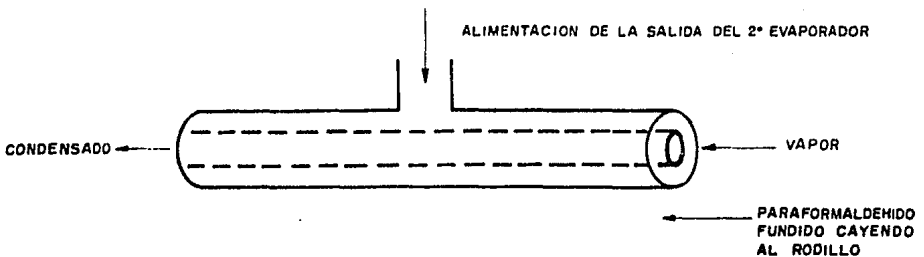 ALIMENTACION DE LA SALIDA DEL 2° EVAPORADOR
CONDENSADO
VAPOR
PARAFORMALDEHIDO
FUNDIDO CAYENDO
AL RODILLO